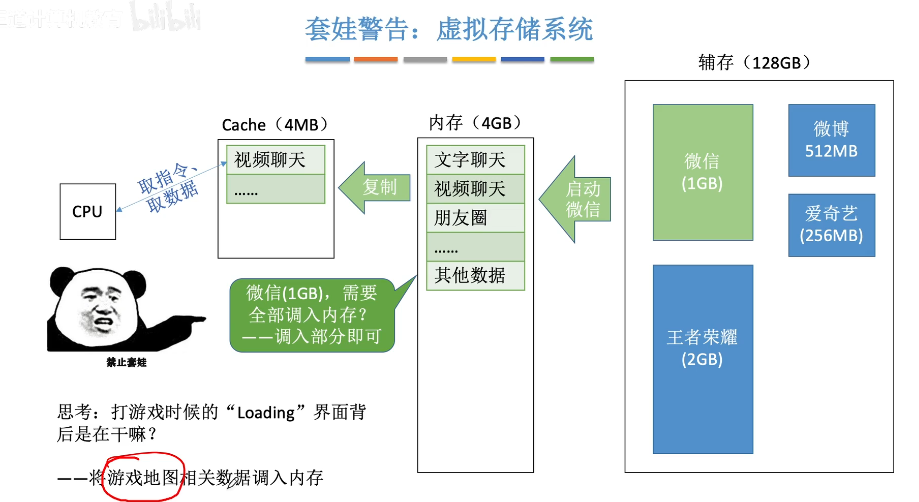 bilibili
套娃警告：虚拟存储系统
辅存（128GB）
内存（4GB）
Cache（4MB）
视频聊天
……
取指令、
取数据
CPU
复制
文字聊天
视频聊天
朋友圈
……
其他数据
启动
微信
微信
(1GB)
微博
512MB
爱奇艺
(256MB)
王者荣耀
(2GB)
微信(1GB)，需要
全部调入内存？
——调入部分即可
禁止套娃
思考：打游戏时候的“Loading”界面背
后是在干嘛？
——将游戏地图相关数据调入内存